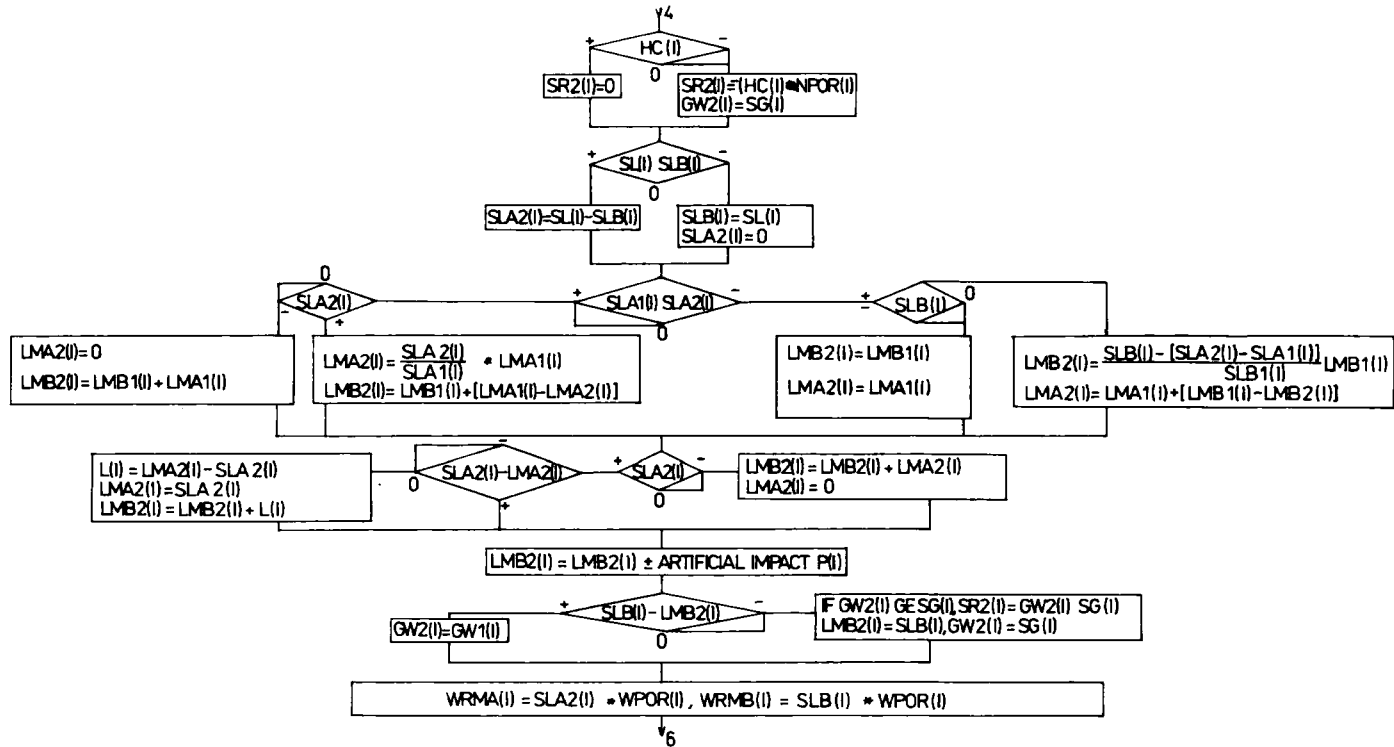 4
+ HC(I) -
0
SR2(I)=0
SR2(I)=-(HC(I)*NPOR(I)
GW2(I)=SG(I)
+ SL(I) SLB(I) -
0
SLA2(I)=SL(I)-SLB(I)
SLB(I)=SL(I)
SLA2(I)=0
0
SLA2(I)
- +
+ SLA1(I) SLA2(I) -
0
+ 0
- SLB(I)
LMA2(I)=0
LMB2(I)=LMB1(I)+LMA1(I)
LMA2(I)=SLA2(I)/SLA1(I) * LMA1(I)
LMB2(I)=LMB1(I)+[LMA1(I)-LMA2(I)]
LMB2(I)=LMB1(I)
LMA2(I)=LMA1(I)
LMB2(I)=SLB(I)-[SLA2(I)-SLA1(I)]/SLB1(I) LMB1(I)
LMA2(I)=LMA1(I)+[LMB1(I)-LMB2(I)]
L(I)=LMA2(I)-SLA2(I)
LMA2(I)=SLA2(I)
LMB2(I)=LMB2(I)+L(I)
-
0 SLA2(I)-LMA2(I)
+
+ SLA2(I) -
0
LMB2(I)=LMB2(I)+LMA2(I)
LMA2(I)=0
LMB2(I)=LMB2(I) ± ARTIFICIAL IMPACT P(I)
+ SLB(I)-LMB2(I) -
0
GW2(I)=GW1(I)
IF GW2(I) GE SG(I), SR2(I)=GW2(I) SG(I)
LMB2(I)=SLB(I), GW2(I)=SG(I)
WRMA(I)=SLA2(I) *WPOR(I), WRMB(I)=SLB(I) *WPOR(I)
6